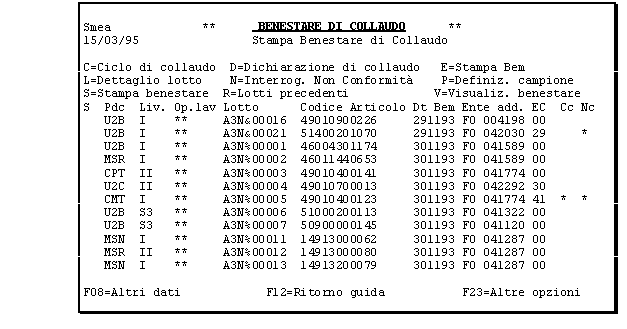 Smea ** BENESTARE DI COLLAUDO **
15/03/95 Stampa Benestare di Collaudo
C=Ciclo di collaudo D=Dichiarazione di collaudo E=Stampa Bem
L=Dettaglio lotto N=Interrog. Non Conformità P=Definiz. campione
S=Stampa benestare R=Lotti precedenti V=Visualiz. benestare
S Pdc Liv. Op.lav Lotto Codice Articolo Dt Bem Ente add. EC Cc Nc
U2B I ** A3N&00016 49010900226 291193 F0 004198 00
U2B I ** A3N&00021 51400201070 291193 F0 042030 29 *
U2B I ** A3N%00001 46004301174 301193 F0 041589 00
MSR I ** A3N%00002 46011440653 301193 F0 041589 00
CPT II ** A3N%00003 49010400141 301193 F0 041774 00
U2C II ** A3N%00004 49010700013 301193 F0 042292 30
CMT I ** A3N%00005 49010400123 301193 F0 041774 41 * *
U2B S3 ** A3N%00006 51000200113 301193 F0 041322 00
U2B S3 ** A3N%00007 50900000145 301193 F0 041120 00
MSN I ** A3N%00011 14913000062 301193 F0 041287 00
MSR II ** A3N%00012 14913000080 301193 F0 041287 00
MSN I ** A3N%00013 14913200079 301193 F0 041287 00
F08=Altri dati F12=Ritorno guida F23=Altre opzioni